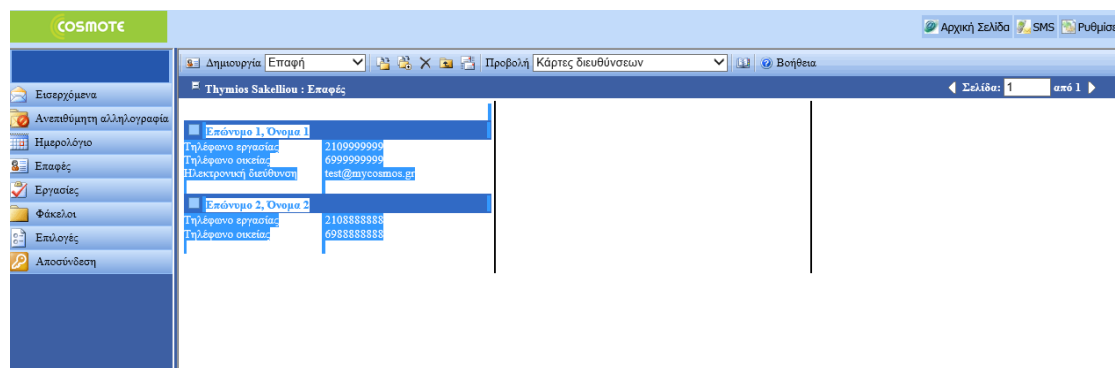 COSMOTE
Αρχική Σελίδα SMS Ρυθμίσε
Δημιουργία Επαφή Προβολή Κάρτες διευθύνσεων Βοήθεια
Thymios Sakelliou : Επαφές Σελίδα: 1 από 1
Εισερχόμενα
Ανεπιθύμητη αλληλογραφία
Ημερολόγιο
Επαφές
Εργασίες
Φάκελοι
Επιλογές
Αποσύνδεση
Επώνυμο 1, Όνομα 1
Τηλέφωνο εργασίας 2109999999
Τηλέφωνο οικείας 6999999999
Ηλεκτρονική διεύθυνση test@mycosmos.gr
Επώνυμο 2, Όνομα 2
Τηλέφωνο εργασίας 2108888888
Τηλέφωνο οικείας 6988888888